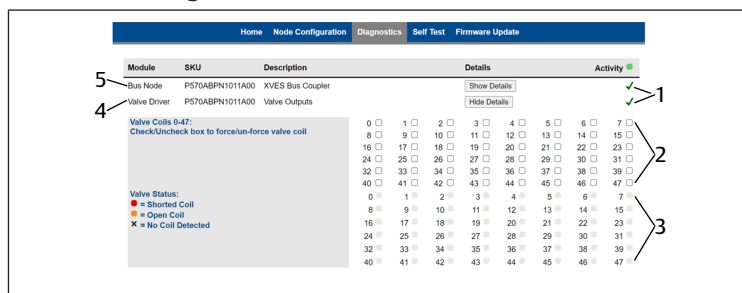 Home Node Configuration Diagnostics Self Test Firmware Update
Module SKU Description Details Activity
5 Bus Node P570ABPN1011A00 XVES Bus Coupler Show Details 1
4 Valve Driver P570ABPN1011A00 Valve Outputs Hide Details
Valve Coils 0-47:
Check/Uncheck box to force/un-force valve coil
0 1 2 3 4 5 6 7
8 9 10 11 12 13 14 15
16 17 18 19 20 21 22 23
24 25 26 27 28 29 30 31
32 33 34 35 36 37 38 39
40 41 42 43 44 45 46 47
2
Valve Status:
= Shorted Coil
= Open Coil
X = No Coil Detected
0 1 2 3 4 5 6 7
8 9 10 11 12 13 14 15
16 17 18 19 20 21 22 23
24 25 26 27 28 29 30 31
32 33 34 35 36 37 38 39
40 41 42 43 44 45 46 47
3